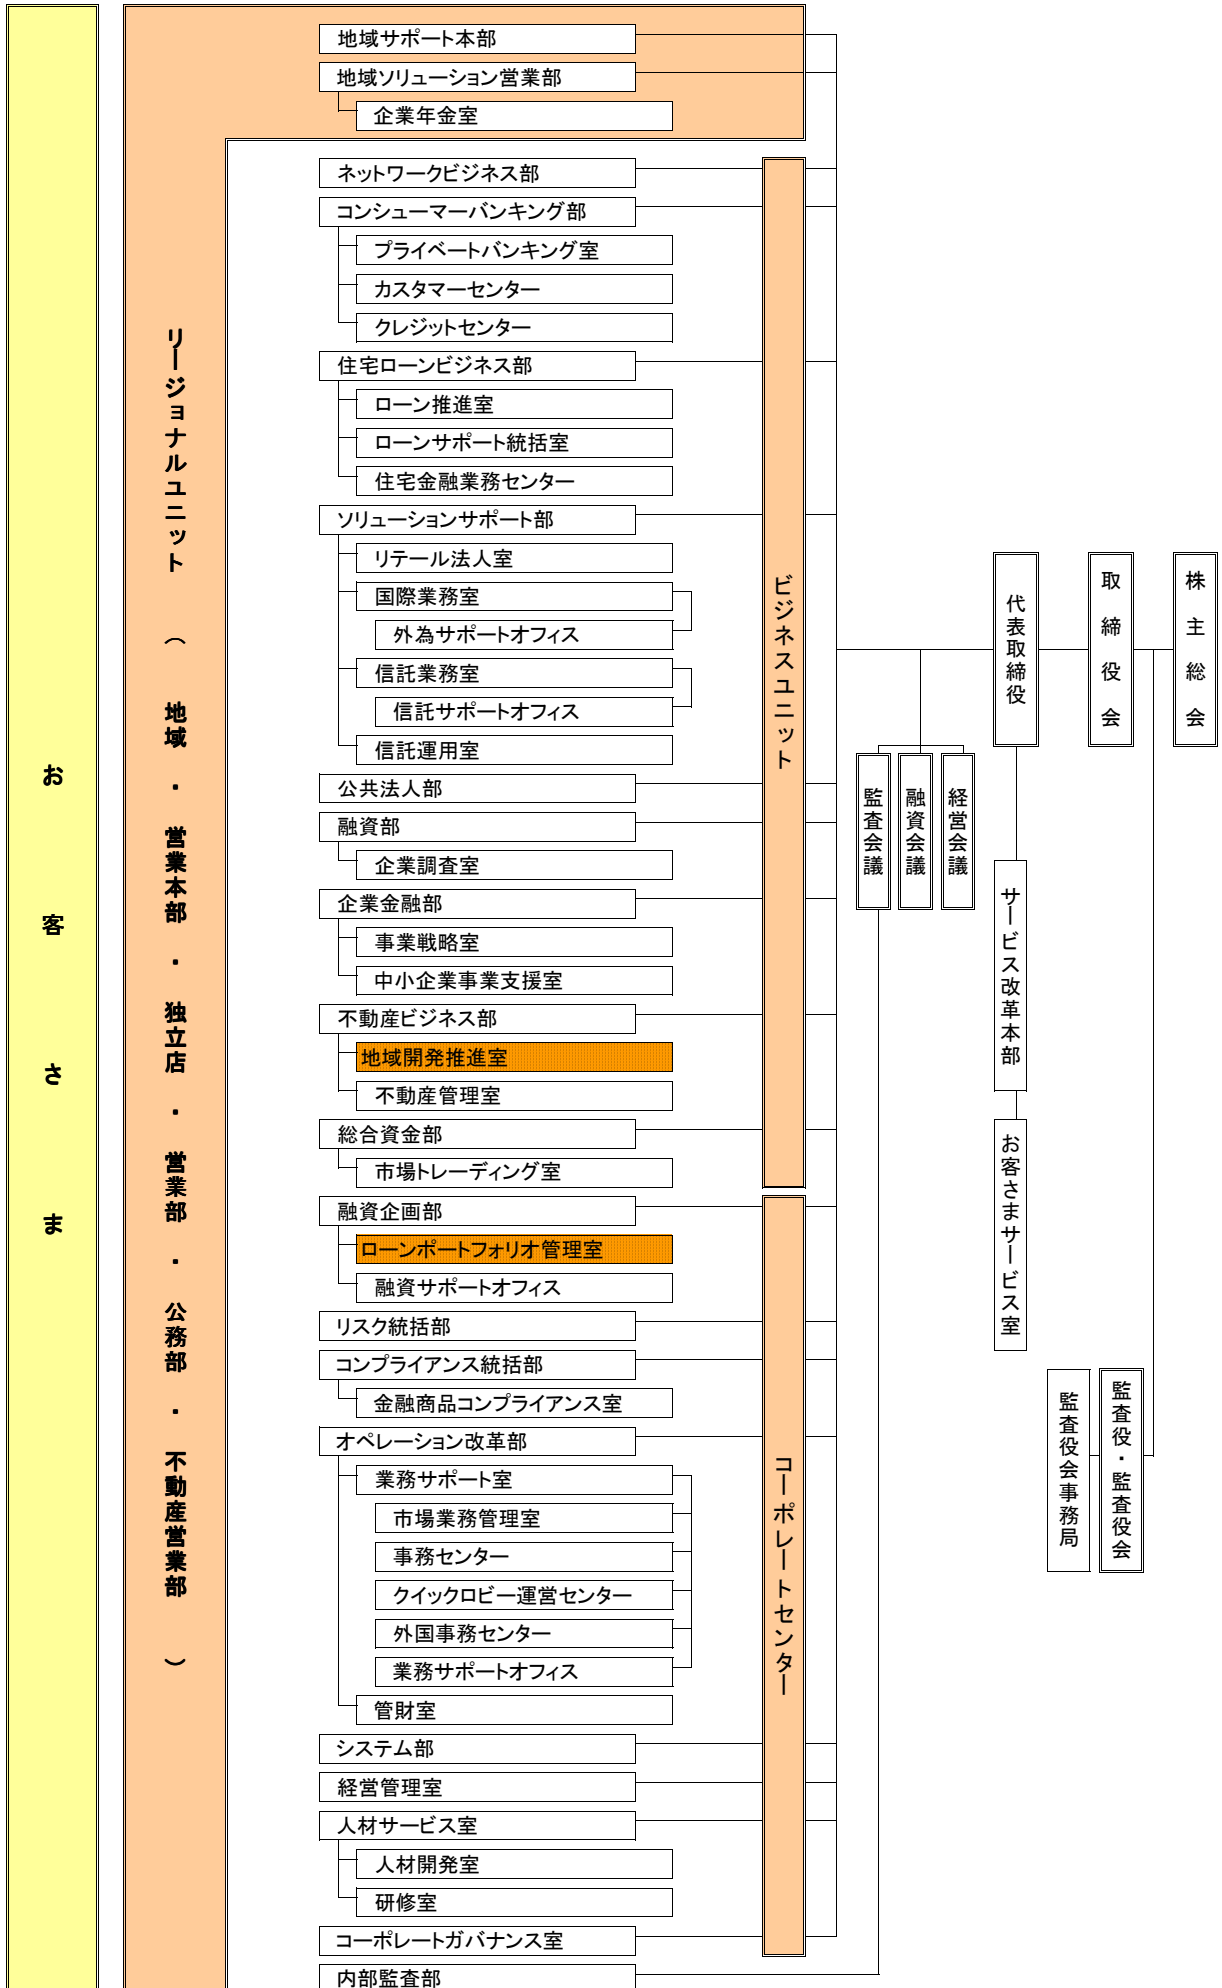 お客さま
リージョナルユニット （ 地域 ・ 営業本部 ・ 独立店 ・ 営業部 ・ 公務部 ・ 不動産営業部 ）
地域サポート本部
地域ソリューション営業部
企業年金室
ネットワークビジネス部
コンシューマーバンキング部
プライベートバンキング室
カスタマーセンター
クレジットセンター
住宅ローンビジネス部
ローン推進室
ローンサポート統括室
住宅金融業務センター
ソリューションサポート部
リテール法人室
国際業務室
外為サポートオフィス
信託業務室
信託サポートオフィス
信託運用室
公共法人部
融資部
企業調査室
企業金融部
事業戦略室
中小企業事業支援室
不動産ビジネス部
地域開発推進室
不動産管理室
総合資金部
市場トレーディング室
融資企画部
ローンポートフォリオ管理室
融資サポートオフィス
リスク統括部
コンプライアンス統括部
金融商品コンプライアンス室
オペレーション改革部
業務サポート室
市場業務管理室
事務センター
クイックロビー運営センター
外国事務センター
業務サポートオフィス
管財室
システム部
経営管理室
人材サービス室
人材開発室
研修室
コーポレートガバナンス室
内部監査部
ビジネスユニット
コーポレートセンター
監査会議
融資会議
経営会議
代表取締役
取締役会
株主総会
サービス改革本部
お客さまサービス室
監査役会事務局
監査役・監査役会